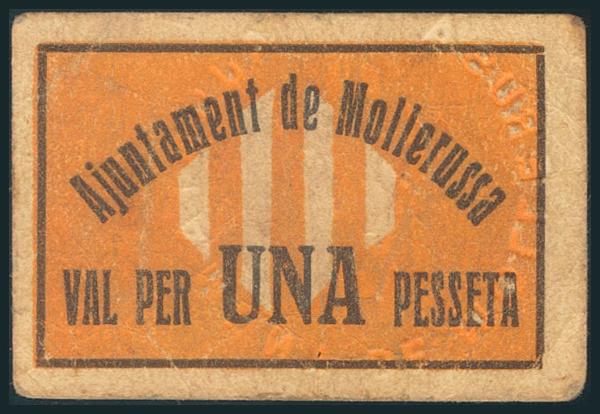 Ajuntament de Mollerussa
VAL PER UNA PESSETA